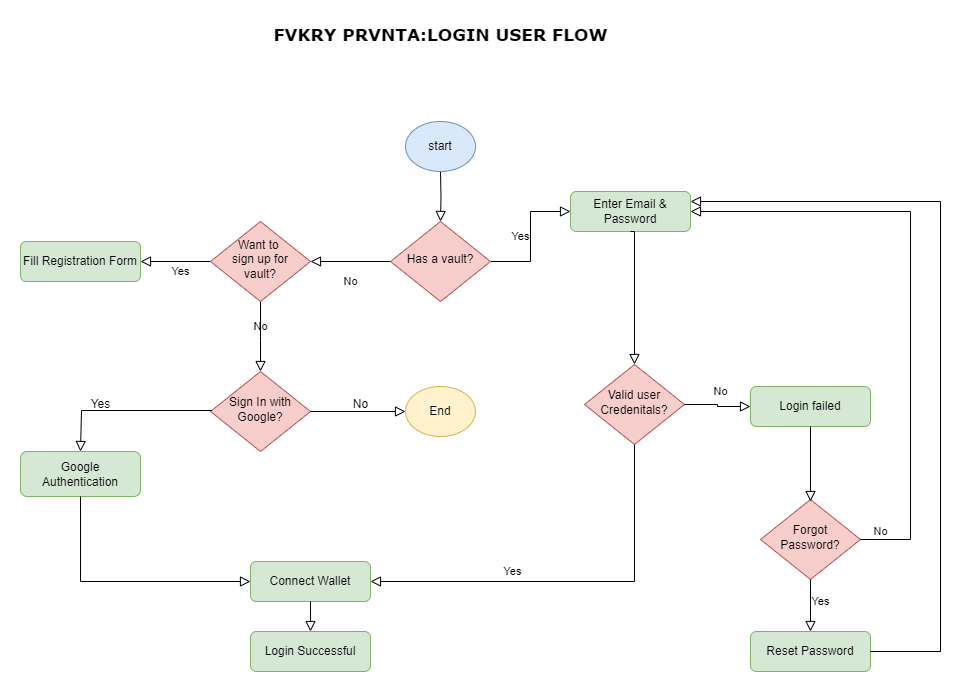 FVKRY PRVNTA:LOGIN USER FLOW
start
Enter Email &
Password
Want to
sign up for
vault?
Has a vault?
Yes
Fill Registration Form
Yes
No
No
Sign In with
Google?
Yes
No
End
Valid user
Credenitals?
No
Login failed
Google
Authentication
Forgot
Password?
No
Connect Wallet
Yes
Yes
Login Successful
Reset Password